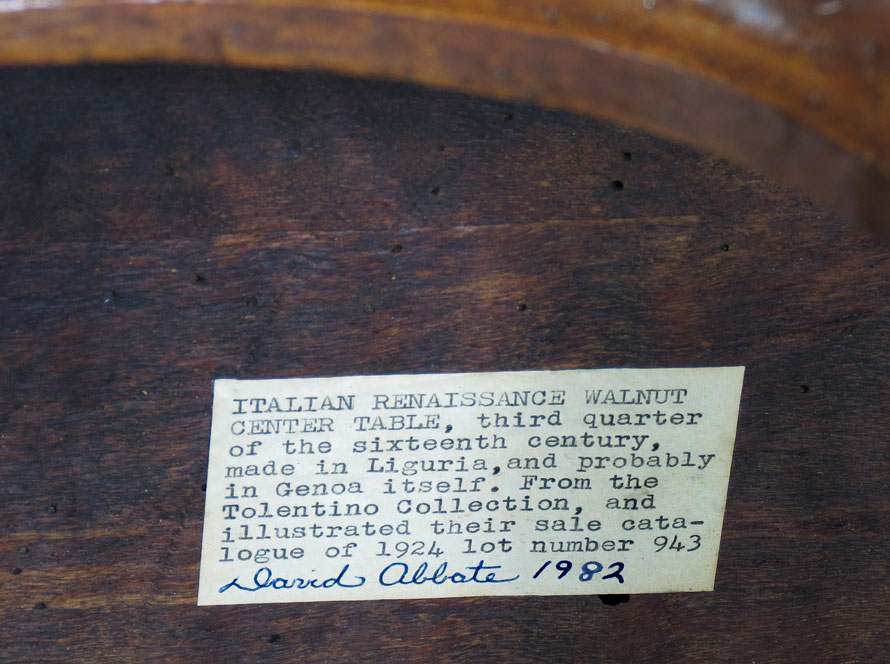 ITALIAN RENAISSANCE WALNUT
CENTER TABLE, third quarter
of the sixteenth century,
made in Liguria,and probably
in Genoa itself. From the
Tolentino Collection, and
illustrated their sale cata-
logue of 1924 lot number 943
David Abbate 1982